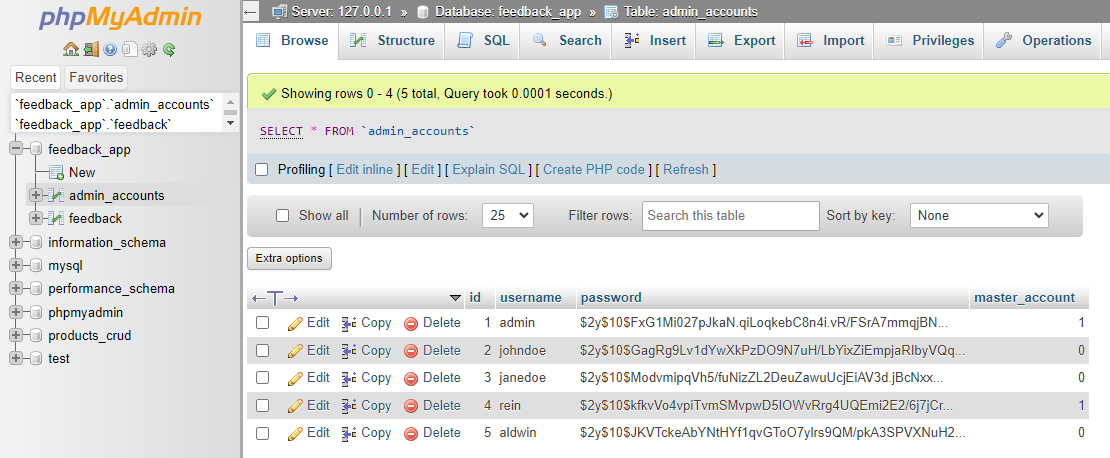 phpMyAdmin
Recent Favorites
`feedback_app`.`admin_accounts`
`feedback_app`.`feedback`
feedback_app
New
admin_accounts
feedback
information_schema
mysql
performance_schema
phpmyadmin
products_crud
test
Server: 127.0.0.1 » Database: feedback_app » Table: admin_accounts
Browse Structure SQL Search Insert Export Import Privileges Operations
Showing rows 0 - 4 (5 total, Query took 0.0001 seconds.)
SELECT * FROM `admin_accounts`
Profiling [ Edit inline ] [ Edit ] [ Explain SQL ] [ Create PHP code ] [ Refresh ]
Show all Number of rows: 25 Filter rows: Search this table Sort by key: None
Extra options
id username password master_account
Edit Copy Delete 1 admin $2y$10$FxG1Mi027pJkaN.qiLoqkebC8n4i.vR/FSrA7mmqjBN... 1
Edit Copy Delete 2 johndoe $2y$10$GagRg9Lv1dYwXkPzDO9N7uH/LbYixZiEmpjaRIbyVQq... 0
Edit Copy Delete 3 janedoe $2y$10$ModvmipqVh5/fuNizZL2DeuZawuUcjEiAV3d.jBcNxx... 0
Edit Copy Delete 4 rein $2y$10$kfkvVo4vpiTvmSMvpwD5IOWvRrg4UQEmi2E2/6j7jCr... 1
Edit Copy Delete 5 aldwin $2y$10$JKVTckeAbYNtHYf1qvGToO7yIrs9QM/pkA3SPVXNuH2... 0